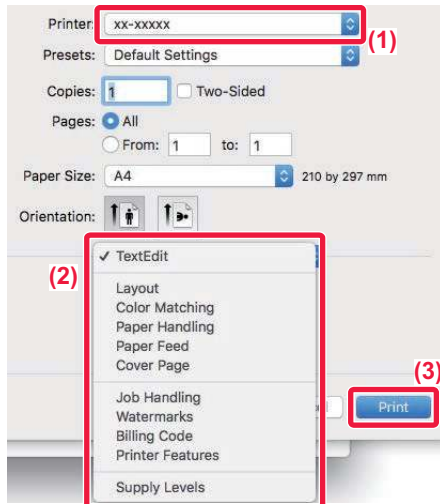 Printer: xx-xxxxx
(1)
Presets: Default Settings
Copies: 1 Two-Sided
Pages: All
From: 1 to: 1
Paper Size: A4 210 by 297 mm
Orientation:
(2)
✓ TextEdit
Layout
Color Matching
Paper Handling
Paper Feed
Cover Page
(3)
Job Handling
Watermarks
Billing Code
Printer Features
Print
Supply Levels